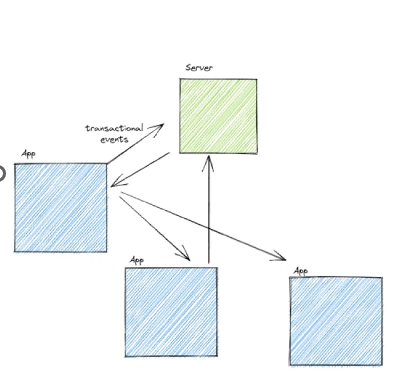 Server
transactional
events
App
App
App